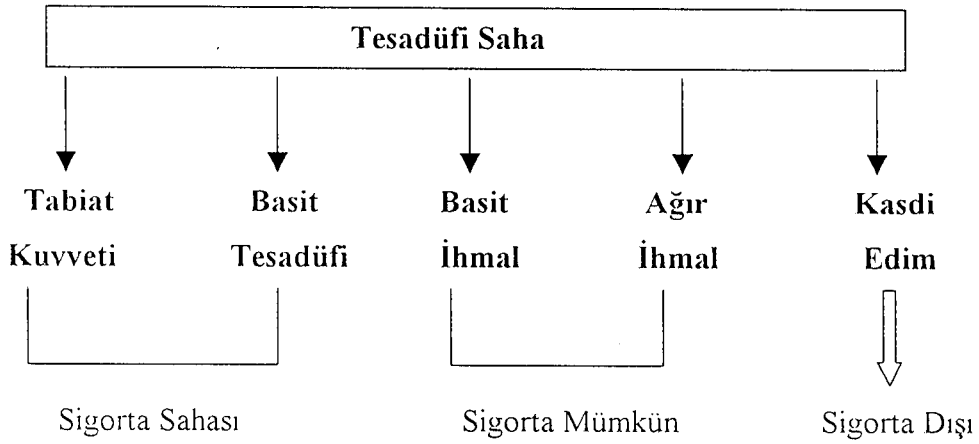 Tesadüfi Saha
Tabiat Basit Basit Ağır Kasdi
Kuvveti Tesadüfi İhmal İhmal Edim
Sigorta Sahası Sigorta Mümkün Sigorta Dışı